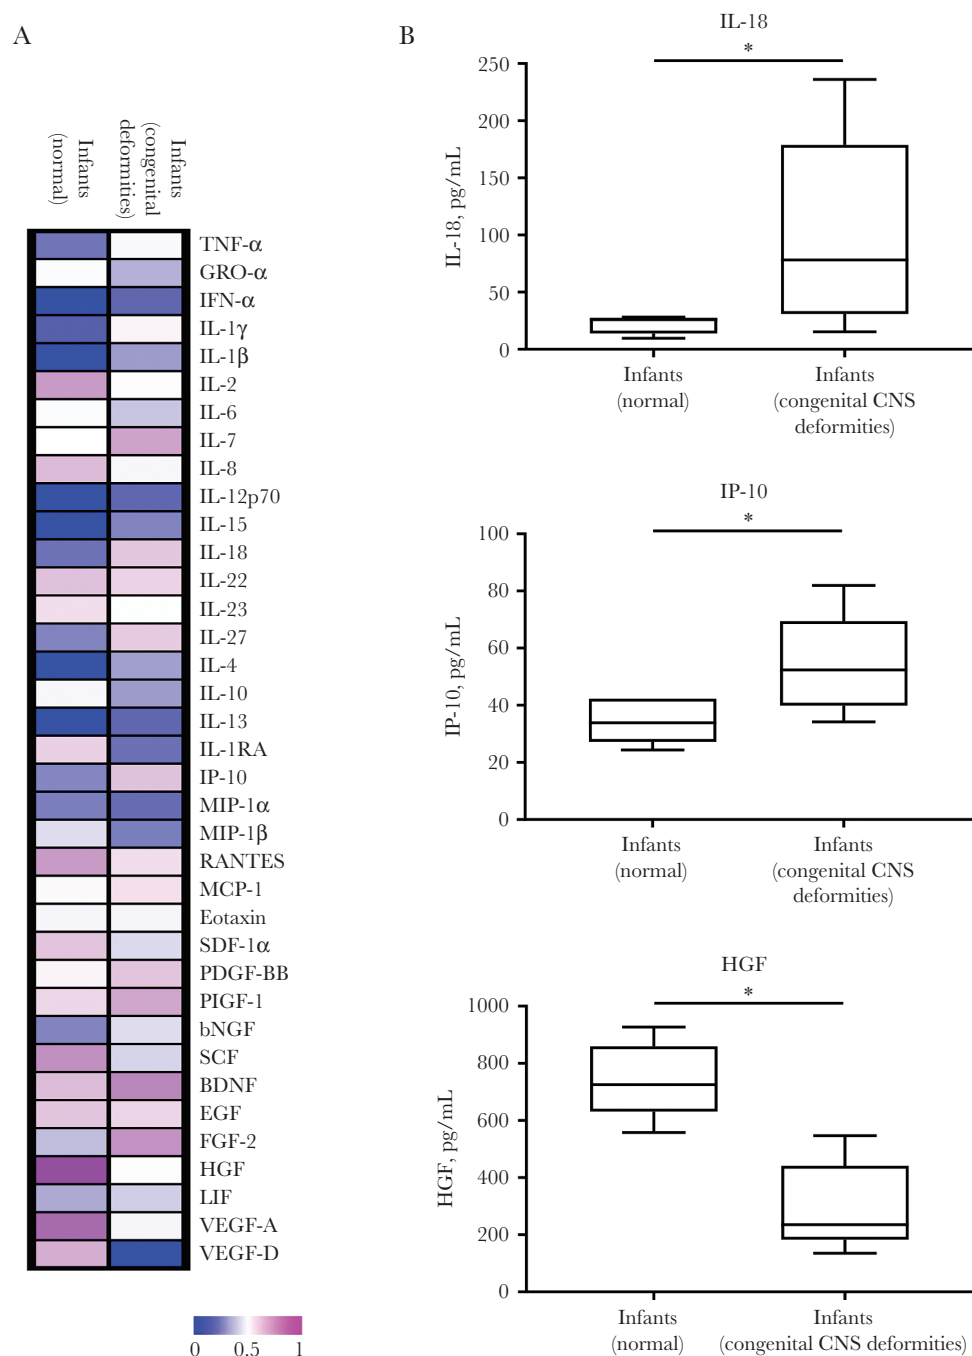 A
Infants
(normal)
Infants
(congenital
deformities)
TNF-α
GRO-α
IFN-α
IL-1γ
IL-1β
IL-2
IL-6
IL-7
IL-8
IL-12p70
IL-15
IL-18
IL-22
IL-23
IL-27
IL-4
IL-10
IL-13
IL-1RA
IP-10
MIP-1α
MIP-1β
RANTES
MCP-1
Eotaxin
SDF-1α
PDGF-BB
PIGF-1
bNGF
SCF
BDNF
EGF
FGF-2
HGF
LIF
VEGF-A
VEGF-D
0 0.5 1
B
IL-18
*
IL-18, pg/mL
250
200
150
100
50
0
Infants
(normal)
Infants
(congenital CNS
deformities)
IP-10
*
IP-10, pg/mL
100
80
60
40
20
0
Infants
(normal)
Infants
(congenital CNS
deformities)
HGF
*
HGF, pg/mL
1000
800
600
400
200
0
Infants
(normal)
Infants
(congenital CNS deformities)